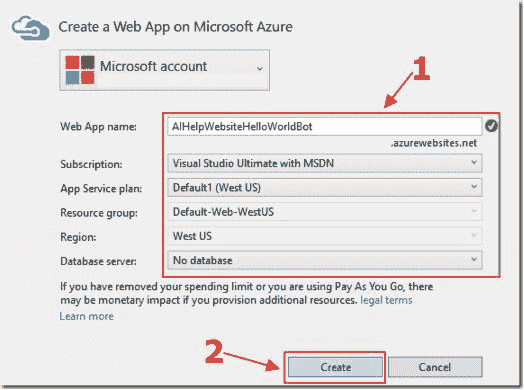 Create a Web App on Microsoft Azure
Microsoft account
1
Web App name: AIHelpWebsiteHelloWorldBot
.azurewebsites.net
Subscription: Visual Studio Ultimate with MSDN
App Service plan: Default1 (West US)
Resource group: Default-Web-WestUS
Region: West US
Database server: No database
If you have removed your spending limit or you are using Pay As You Go, there
may be monetary impact if you provision additional resources. legal terms
Learn more
2 Create Cancel